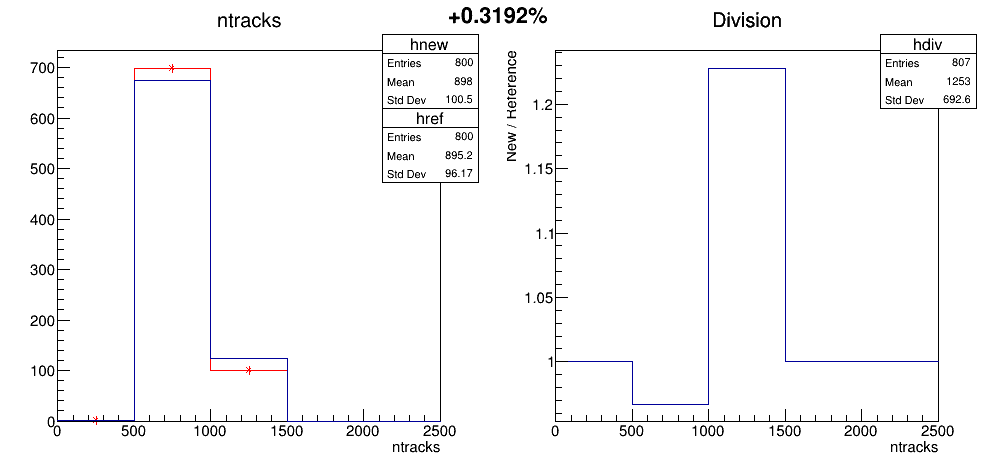 +0.3192%
ntracks
hnew
Entries 800
Mean 898
Std Dev 100.5
href
Entries 800
Mean 895.2
Std Dev 96.17
700
600
500
400
300
200
100
0
0 500 1000 1500 2000 2500
ntracks
Division
hdiv
Entries 807
Mean 1253
Std Dev 692.6
New / Reference
1.2
1.15
1.1
1.05
1
0 500 1000 1500 2000 2500
ntracks